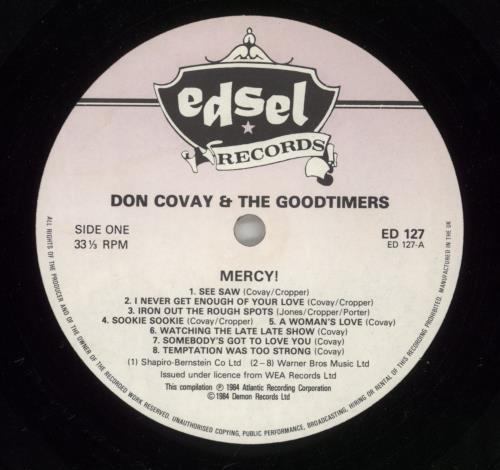 edsel
RECORDS
DON COVAY & THE GOODTIMERS
SIDE ONE
33⅓ RPM
ED 127
ED 127-A
MERCY!
1. SEE SAW (Covay/Cropper)
2. I NEVER GET ENOUGH OF YOUR LOVE (Covay/Cropper)
3. IRON OUT THE ROUGH SPOTS (Jones/Cropper/Porter)
4. SOOKIE SOOKIE (Covay/Cropper) 5. A WOMAN'S LOVE (Covay)
6. WATCHING THE LATE LATE SHOW (Covay)
7. SOMEBODY'S GOT TO LOVE YOU (Covay)
8. TEMPTATION WAS TOO STRONG (Covay)
(1) Shapiro-Bernstein Co Ltd (2–8) Warner Bros Music Ltd
Issued under licence from WEA Records Ltd
This compilation ℗ 1984 Atlantic Recording Corporation
© 1984 Demon Records Ltd
ALL RIGHTS OF THE PRODUCER AND OF THE OWNER OF THE RECORDED WORK RESERVED. UNAUTHORISED COPYING, PUBLIC PERFORMANCE, BROADCASTING, HIRING OR RENTAL OF THIS RECORDING PROHIBITED. MANUFACTURED IN THE UK